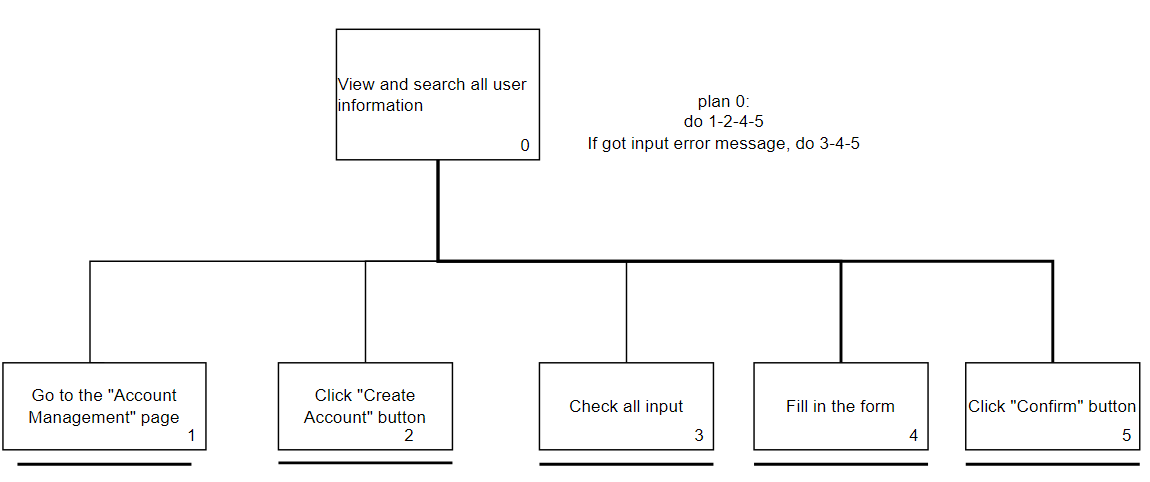 View and search all user
information
0
plan 0:
do 1-2-4-5
If got input error message, do 3-4-5
Go to the "Account
Management" page
1
Click "Create
Account" button
2
Check all input
3
Fill in the form
4
Click "Confirm" button
5